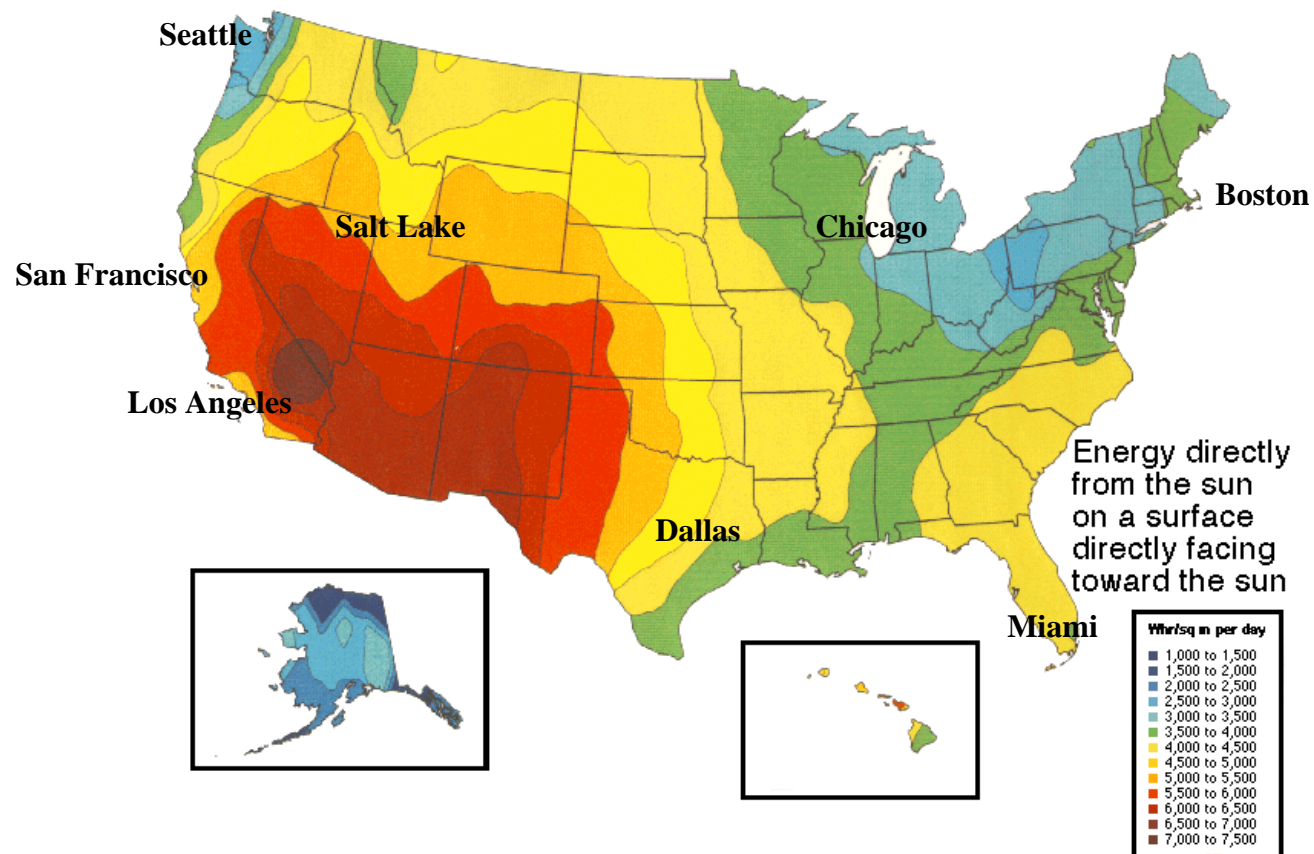 Seattle
Boston
Salt Lake
Chicago
San Francisco
Los Angeles
Energy directly
from the sun
on a surface
directly facing
toward the sun
Dallas
Miami
Whr/sq m per day
1,000 to 1,500
1,500 to 2,000
2,000 to 2,500
2,500 to 3,000
3,000 to 3,500
3,500 to 4,000
4,000 to 4,500
4,500 to 5,000
5,000 to 5,500
5,500 to 6,000
6,000 to 6,500
6,500 to 7,000
7,000 to 7,500